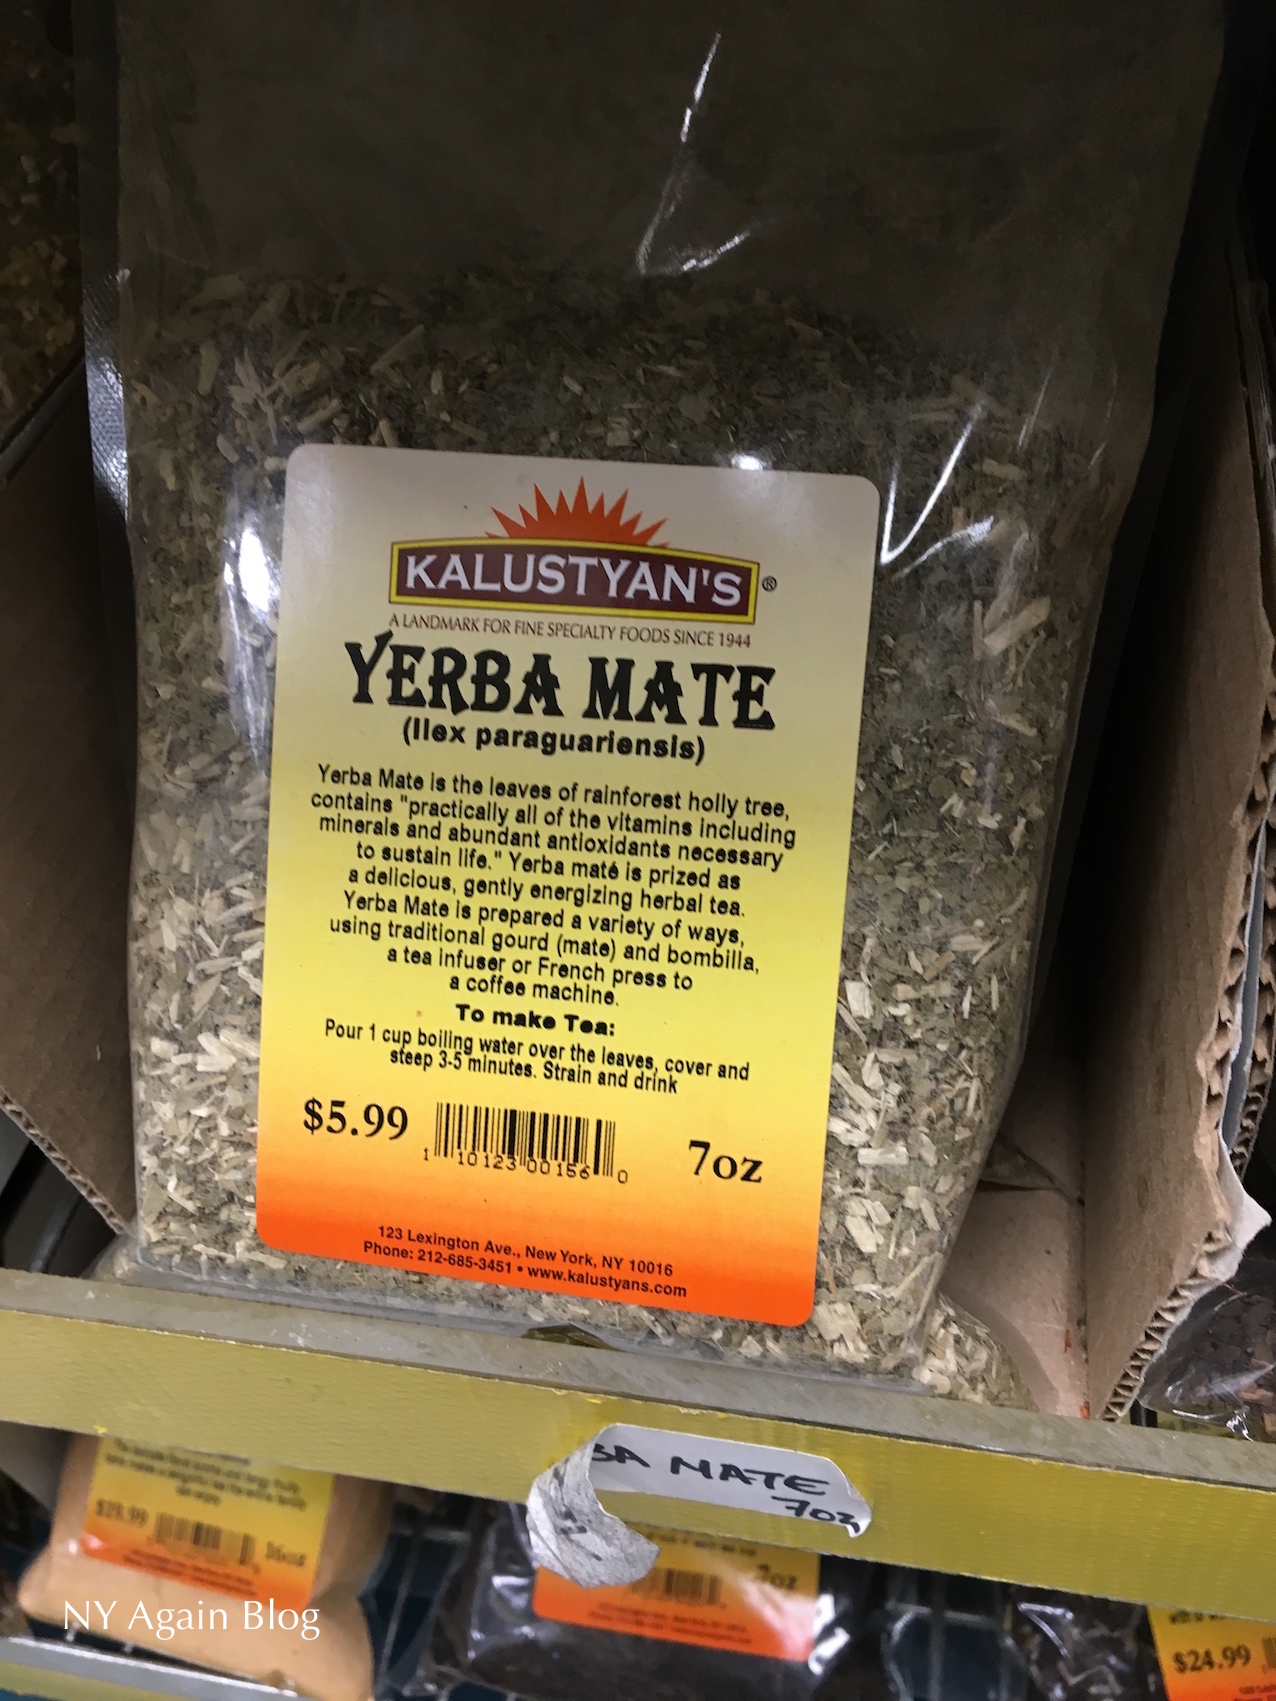 KALUSTYAN'S®
A LANDMARK FOR FINE SPECIALTY FOODS SINCE 1944
YERBA MATE
(Ilex paraguariensis)
Yerba Mate is the leaves of rainforest holly tree,
contains "practically all of the vitamins including
minerals and abundant antioxidants necessary
to sustain life." Yerba maté is prized as
a delicious, gently energizing herbal tea.
Yerba Mate is prepared a variety of ways,
using traditional gourd (mate) and bombilla,
a tea infuser or French press to
a coffee machine.
To make Tea:
Pour 1 cup boiling water over the leaves, cover and
steep 3-5 minutes. Strain and drink
$5.99
1 10123 00156 0
7oz
123 Lexington Ave., New York, NY 10016
Phone: 212-685-3451 • www.kalustyans.com
BA MATE
7oz
16oz
7oz
$24.99
NY Again Blog